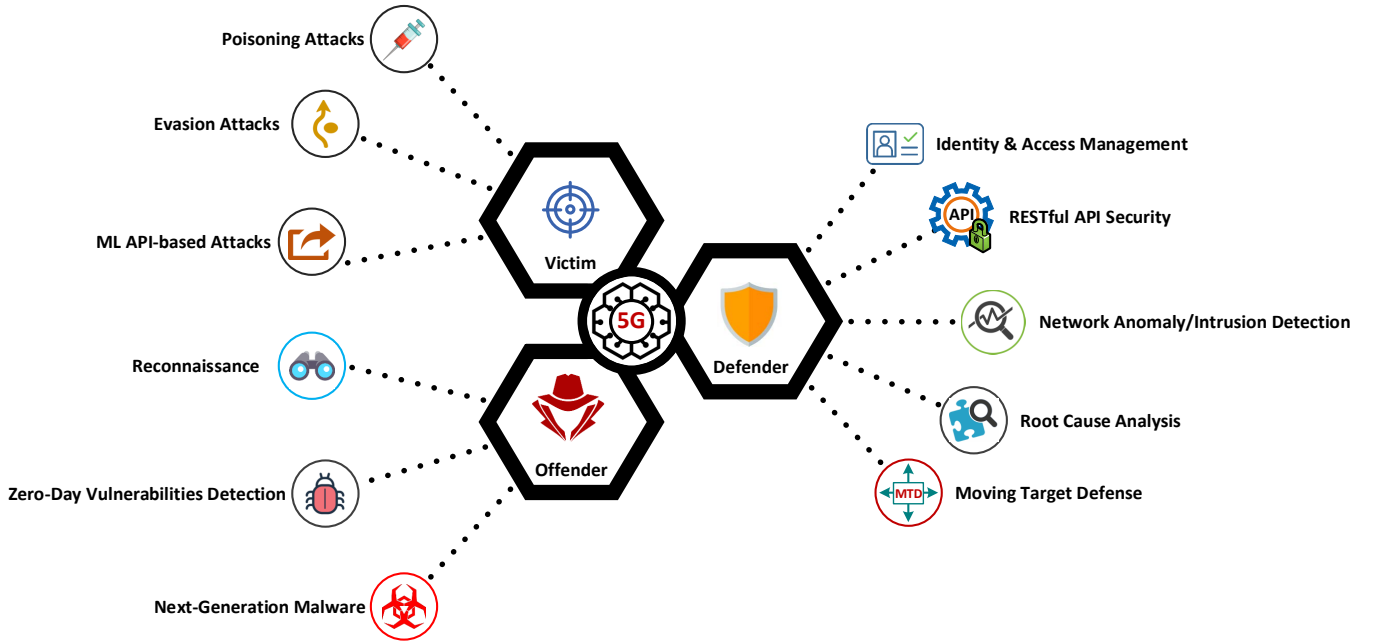 Poisoning Attacks
Evasion Attacks
ML API-based Attacks
Victim
Reconnaissance
Zero-Day Vulnerabilities Detection
Next-Generation Malware
Offender
5G
Defender
Identity & Access Management
API
RESTful API Security
Network Anomaly/Intrusion Detection
Root Cause Analysis
MTD
Moving Target Defense